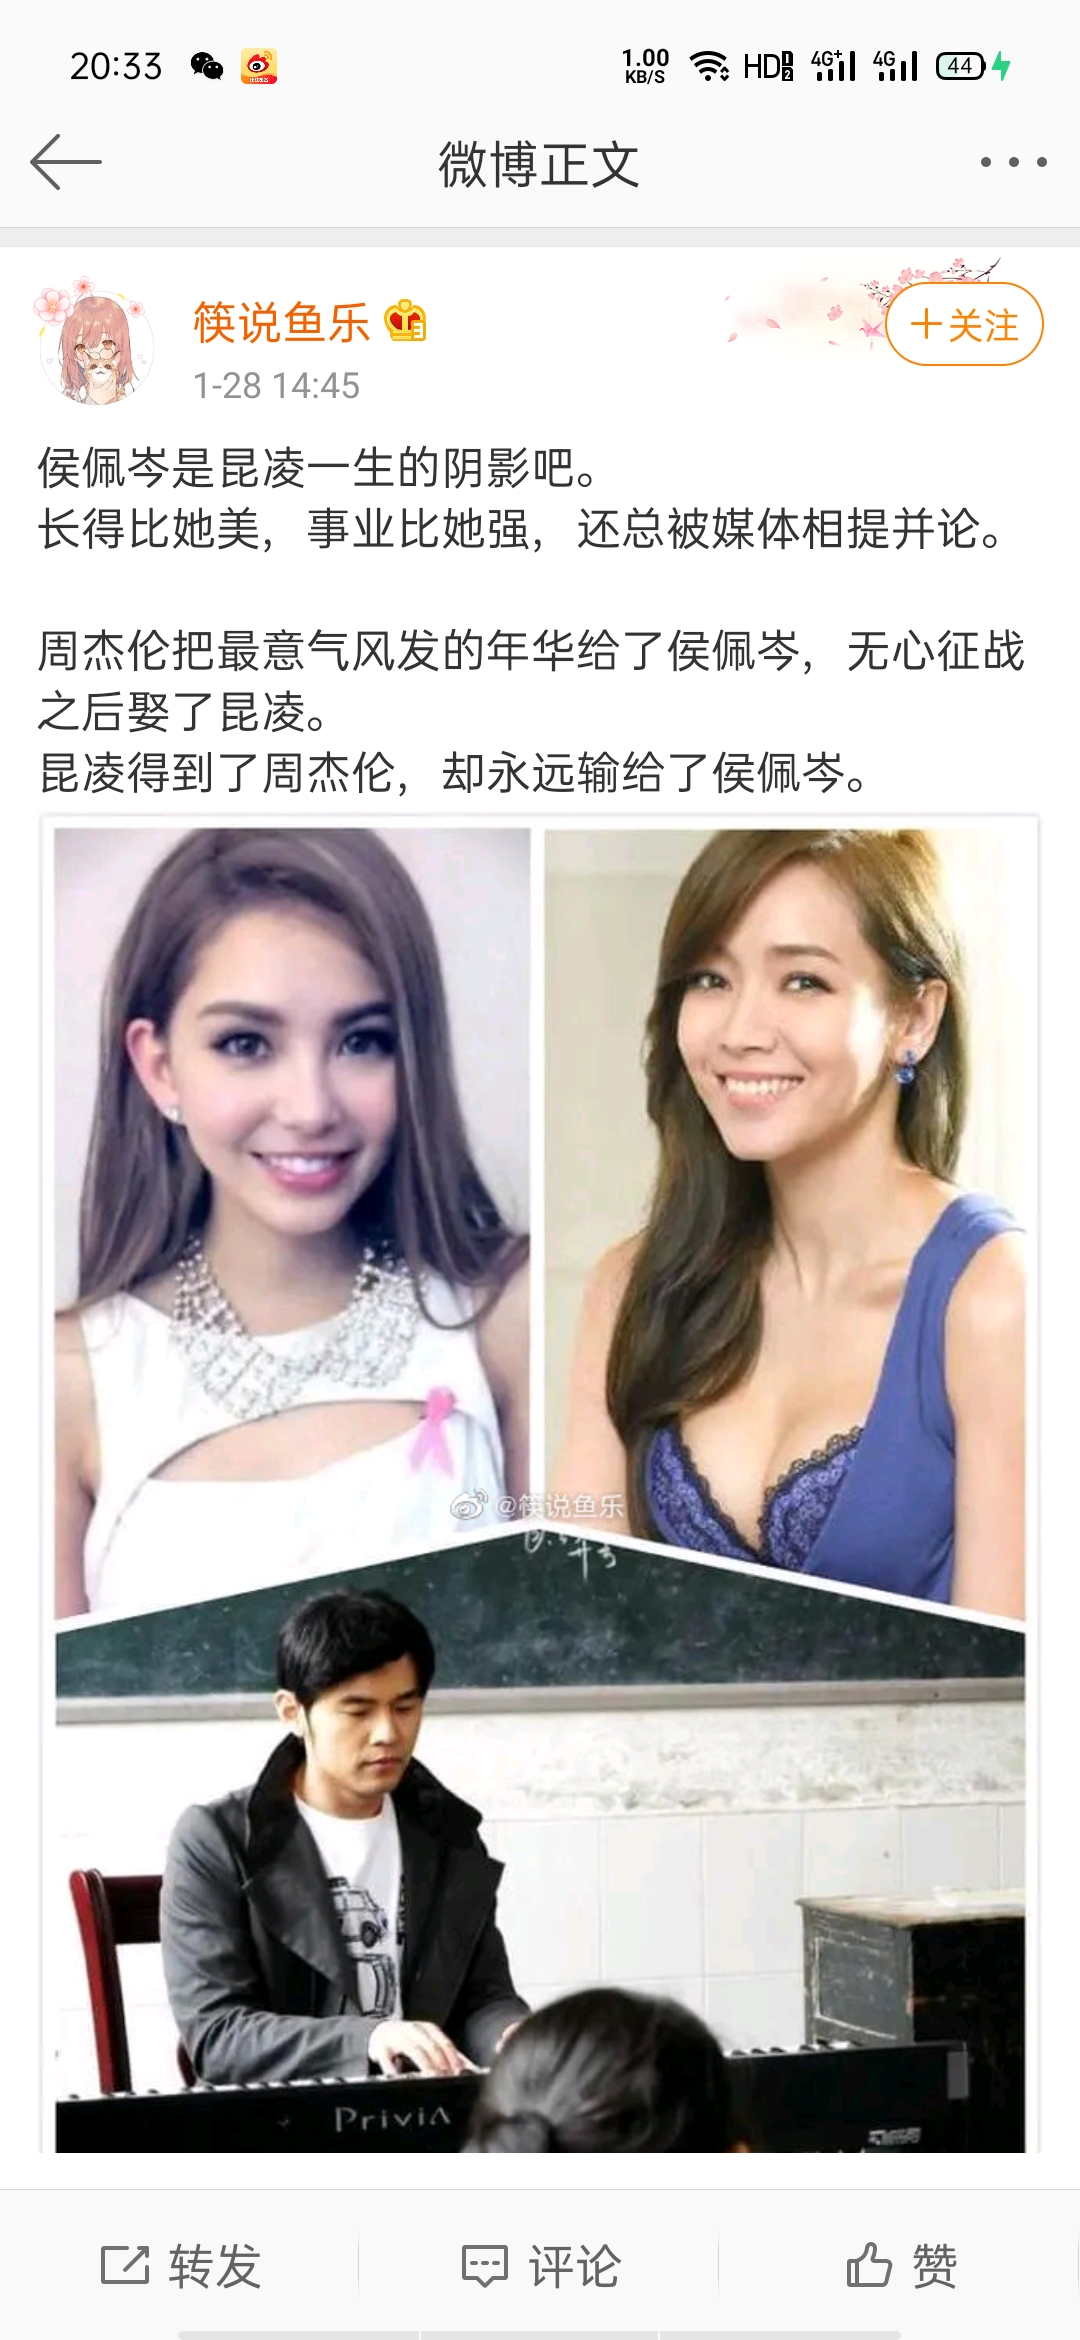 20:33
1.00
KB/S
HD
4G+
4G
44
微博正文
筷说鱼乐
+关注
1-28 14:45
侯佩岑是昆凌一生的阴影吧。
长得比她美，事业比她强，还总被媒体相提并论。
周杰伦把最意气风发的年华给了侯佩岑，无心征战
之后娶了昆凌。
昆凌得到了周杰伦，却永远输给了侯佩岑。
@筷说鱼乐
PriviA
转发
评论
赞